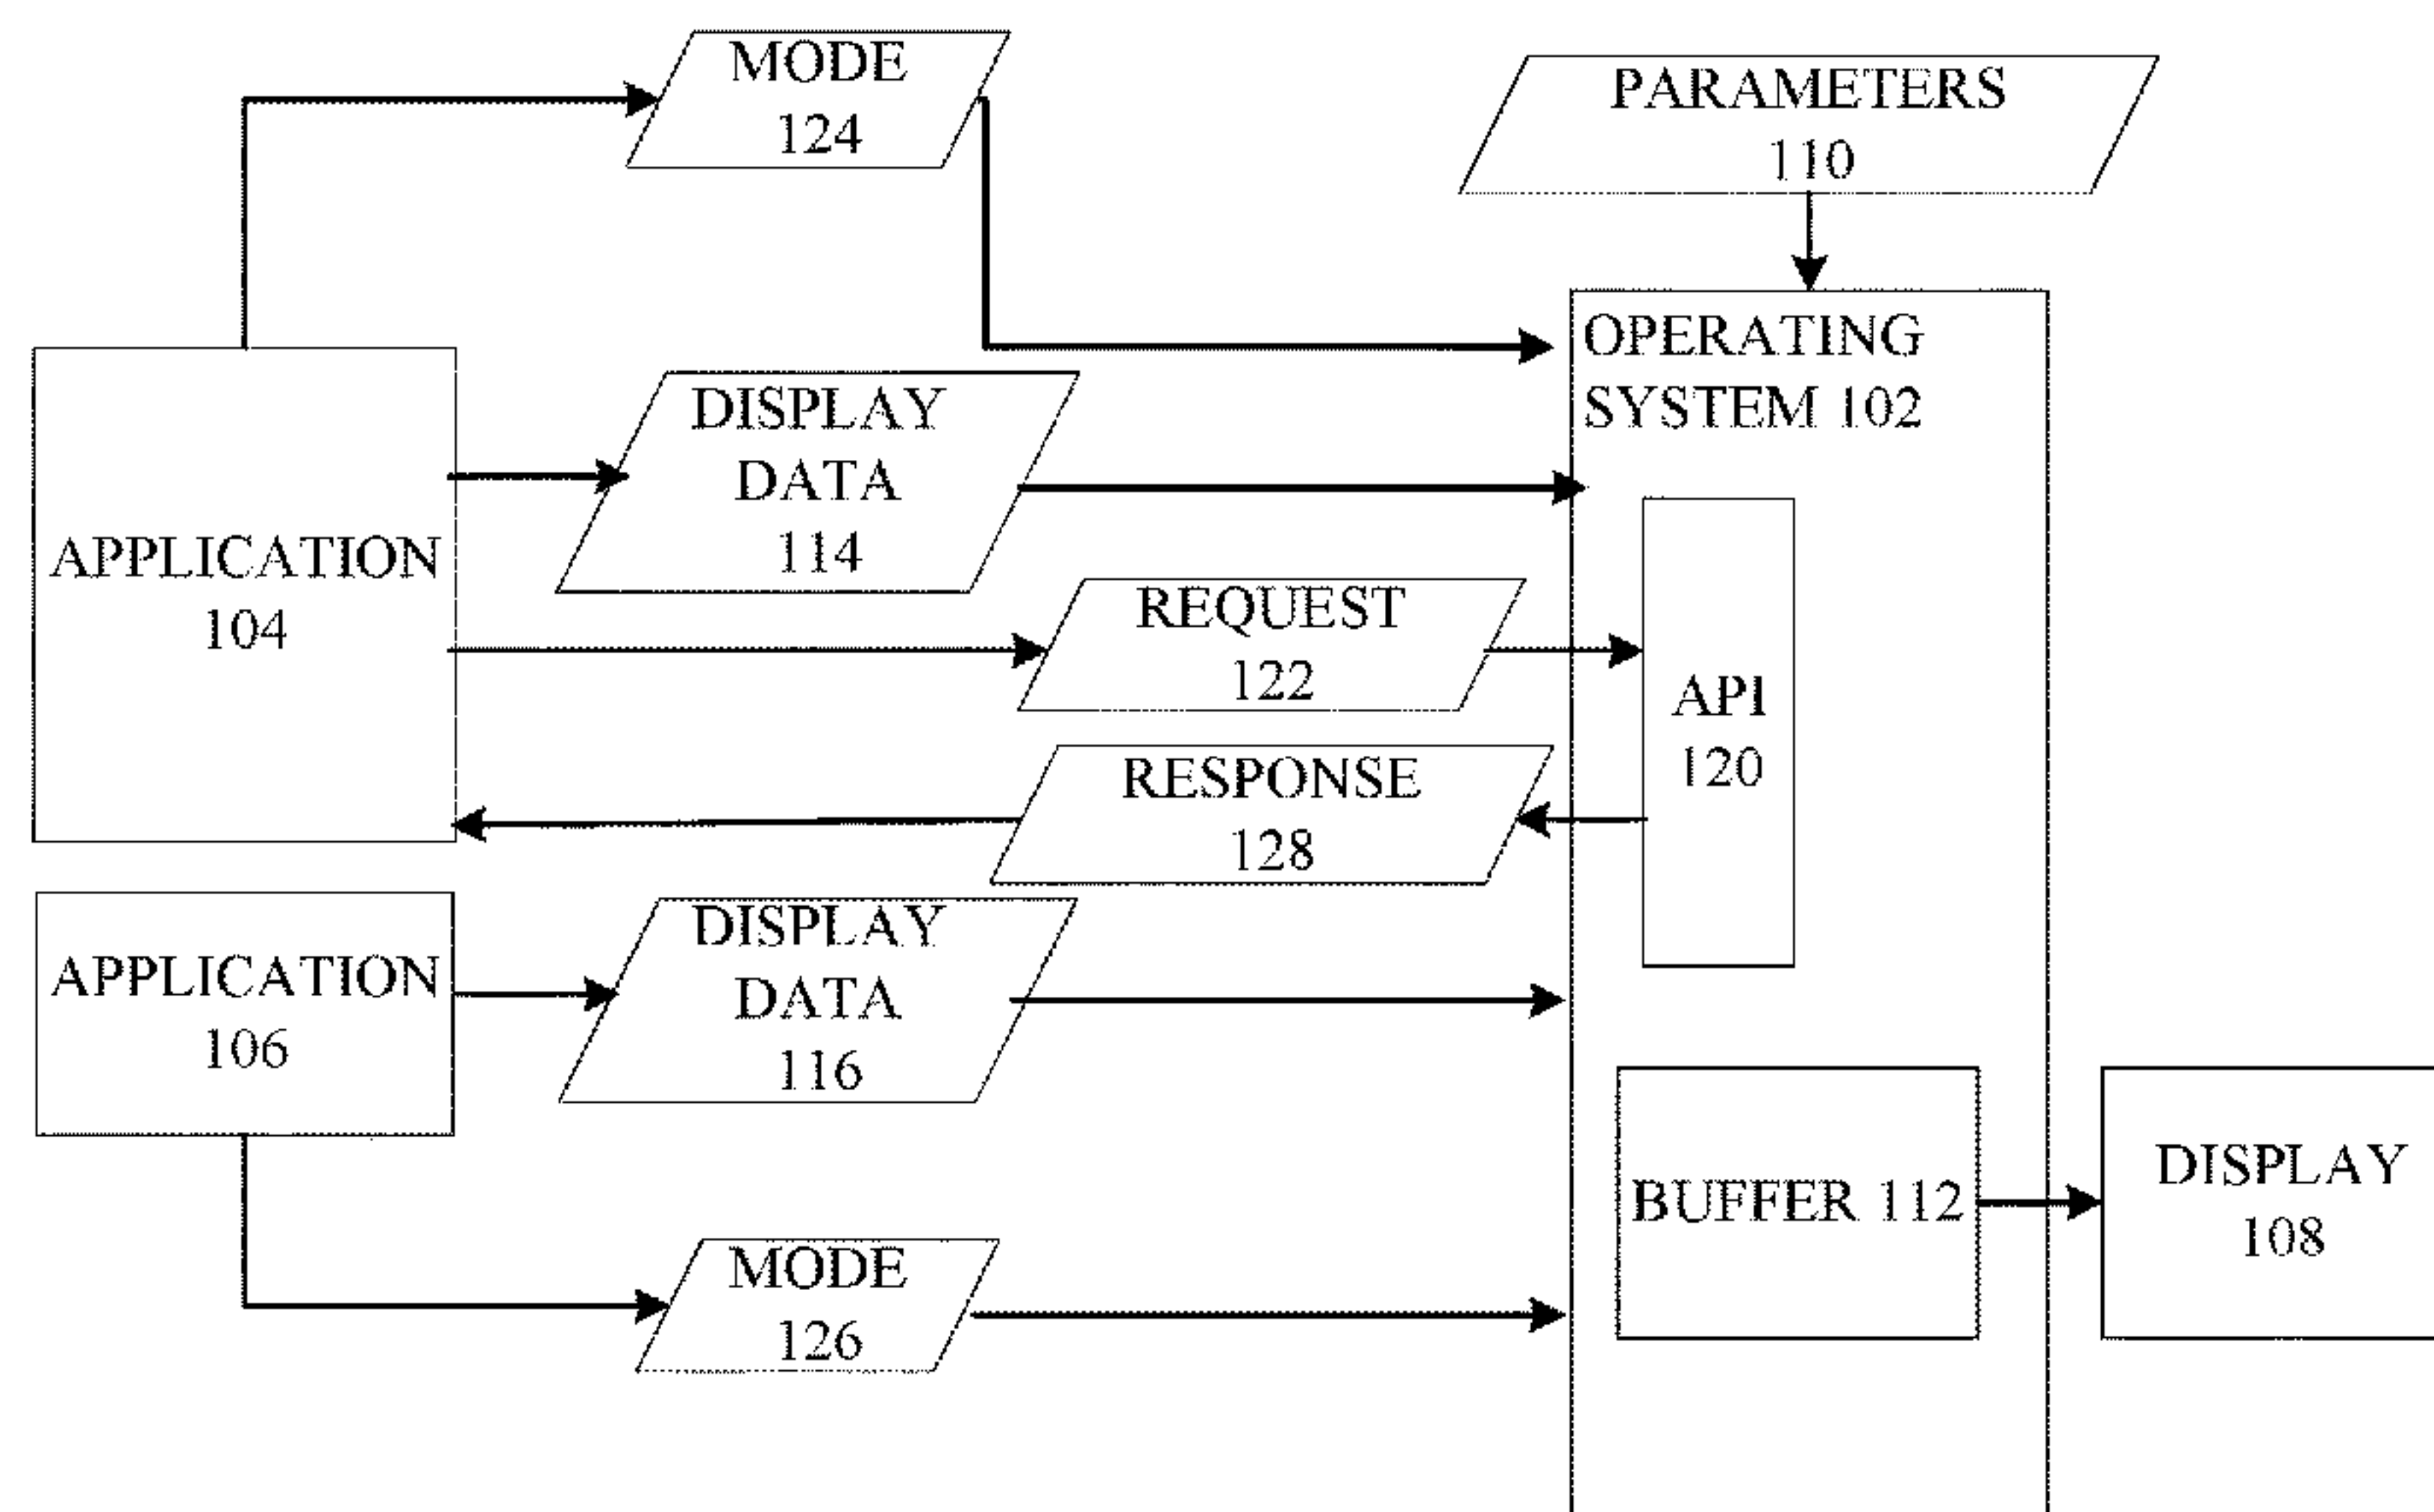 MODE
124
PARAMETERS
110
OPERATING
SYSTEM 102
DISPLAY
DATA
114
APPLICATION
104
REQUEST
122
API
120
RESPONSE
128
DISPLAY
DATA
116
APPLICATION
106
BUFFER 112
DISPLAY
108
MODE
126